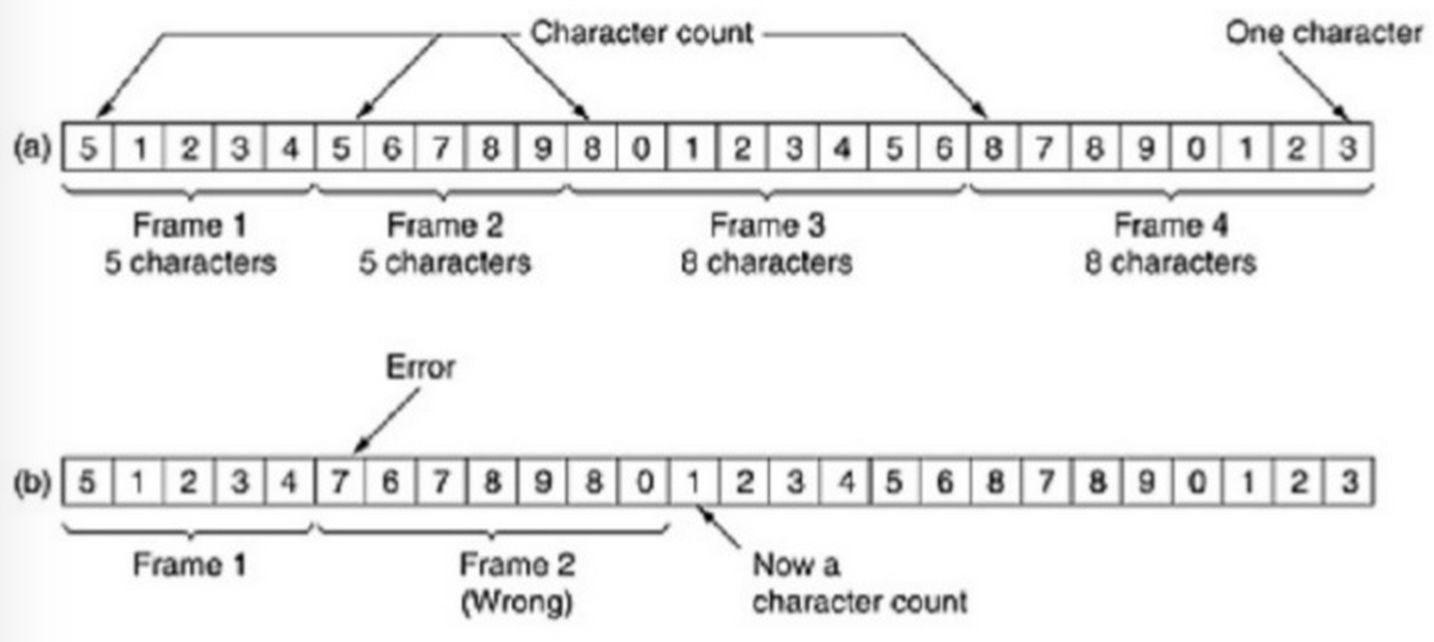 Character count
One character
(a) 5 1 2 3 4 5 6 7 8 9 8 0 1 2 3 4 5 6 8 7 8 9 0 1 2 3
Frame 1 Frame 2 Frame 3 Frame 4
5 characters 5 characters 8 characters 8 characters
Error
(b) 5 1 2 3 4 7 6 7 8 9 8 0 1 2 3 4 5 6 8 7 8 9 0 1 2 3
Frame 1 Frame 2 Now a
(Wrong) character count